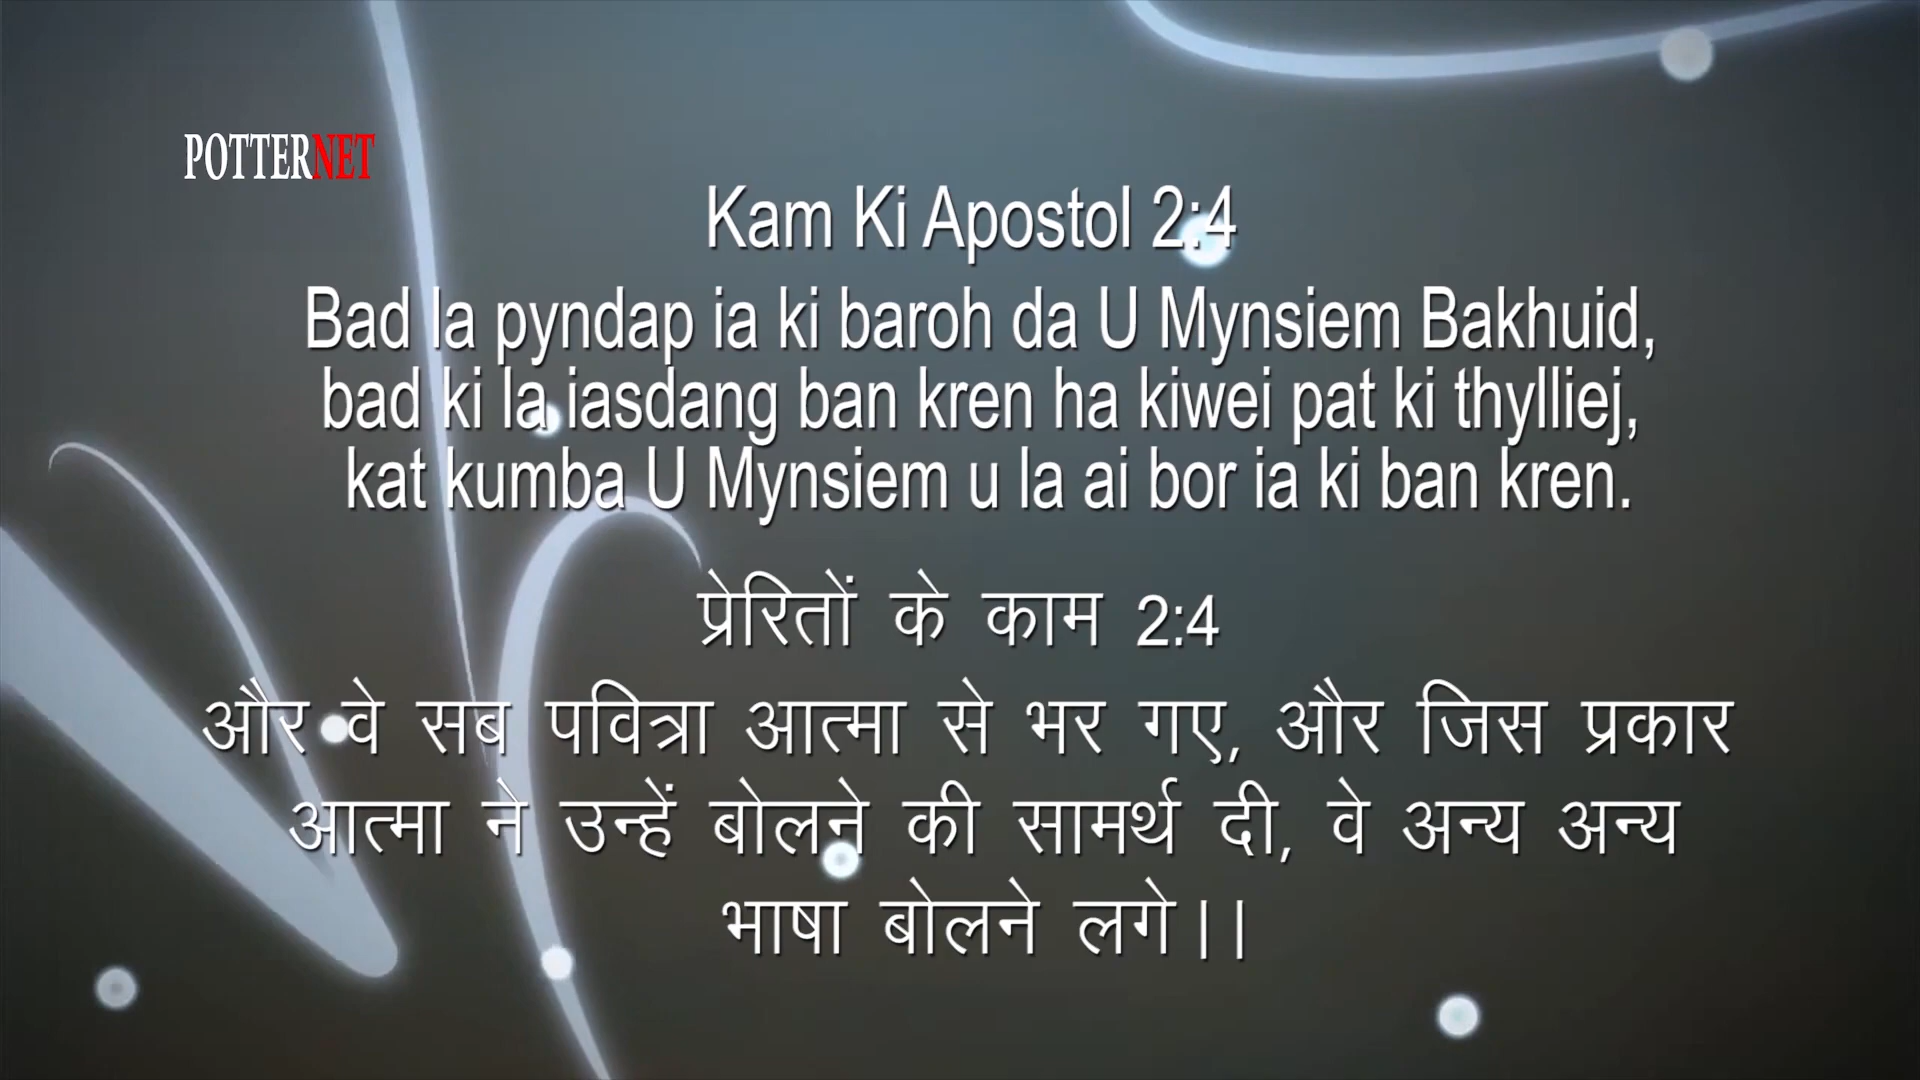 POTTERNET
Kam Ki Apostol 2:4
Bad la pyndap ia ki baroh da U Mynsiem Bakhuid,
bad ki la iasdang ban kren ha kiwei pat ki thylliej,
kat kumba U Mynsiem u la ai bor ia ki ban kren.
प्रेरितों के काम 2:4
और वे सब पवित्रा आत्मा से भर गए, और जिस प्रकार
आत्मा ने उन्हें बोलने की सामर्थ दी, वे अन्य अन्य
भाषा बोलने लगे।।